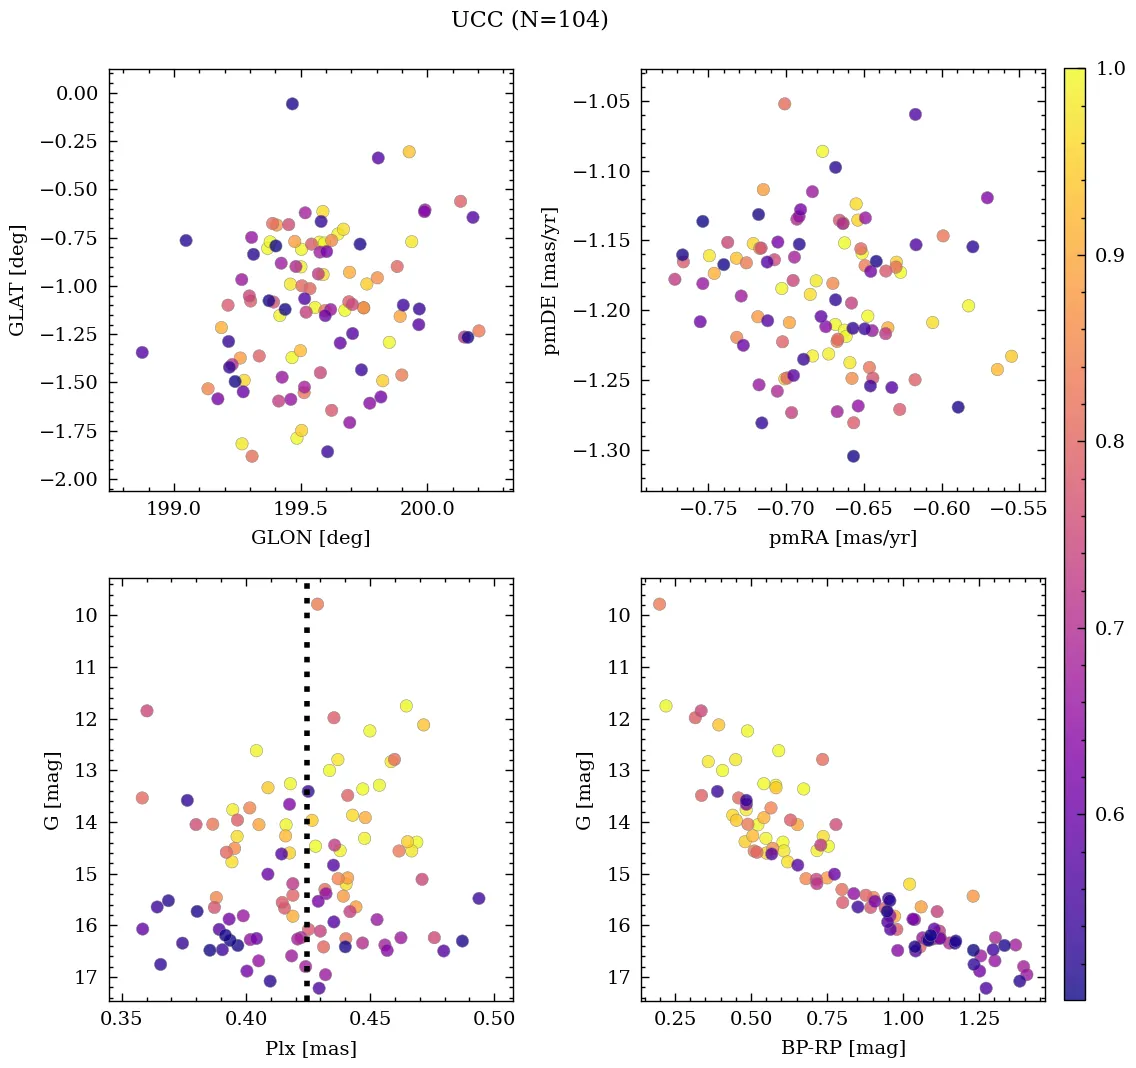 UCC (N=104)
0.00
−0.25
−0.50
−0.75
−1.00
−1.25
−1.50
−1.75
−2.00
GLAT [deg]
199.0 199.5 200.0
GLON [deg]
−1.05
−1.10
−1.15
−1.20
−1.25
−1.30
pmDE [mas/yr]
−0.75 −0.70 −0.65 −0.60 −0.55
pmRA [mas/yr]
1.0
0.9
0.8
0.7
0.6
10
11
12
13
14
15
16
17
G [mag]
0.35 0.40 0.45 0.50
Plx [mas]
10
11
12
13
14
15
16
17
G [mag]
0.25 0.50 0.75 1.00 1.25
BP-RP [mag]